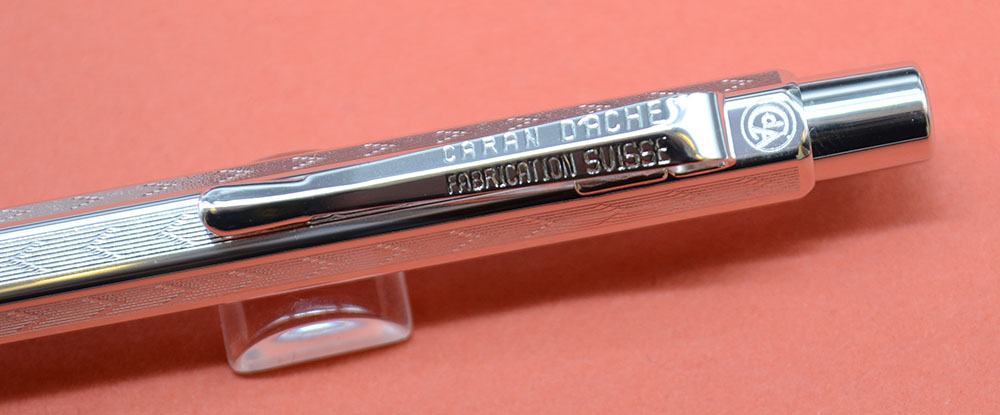 CARAN D'ACHE
FABRICATION SUISSE